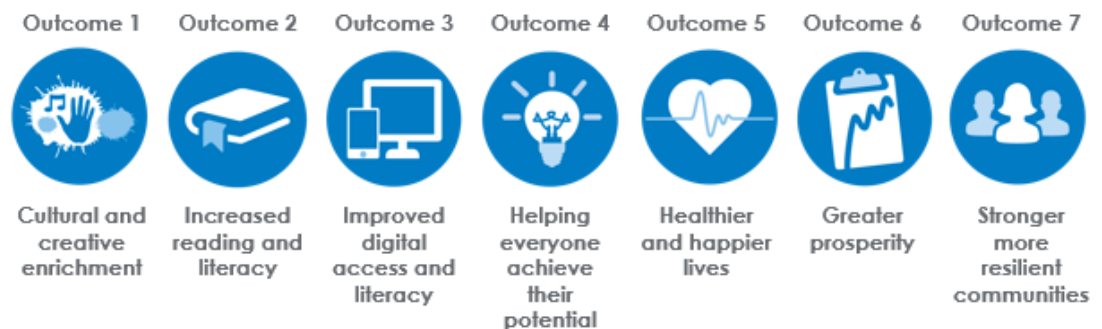 Outcome 1
Outcome 2
Outcome 3
Outcome 4
Outcome 5
Outcome 6
Outcome 7
Cultural and
creative
enrichment
Increased
reading and
literacy
Improved
digital
access and
literacy
Helping
everyone
achieve
their
potential
Healthier
and happier
lives
Greater
prosperity
Stronger
more
resilient
communities